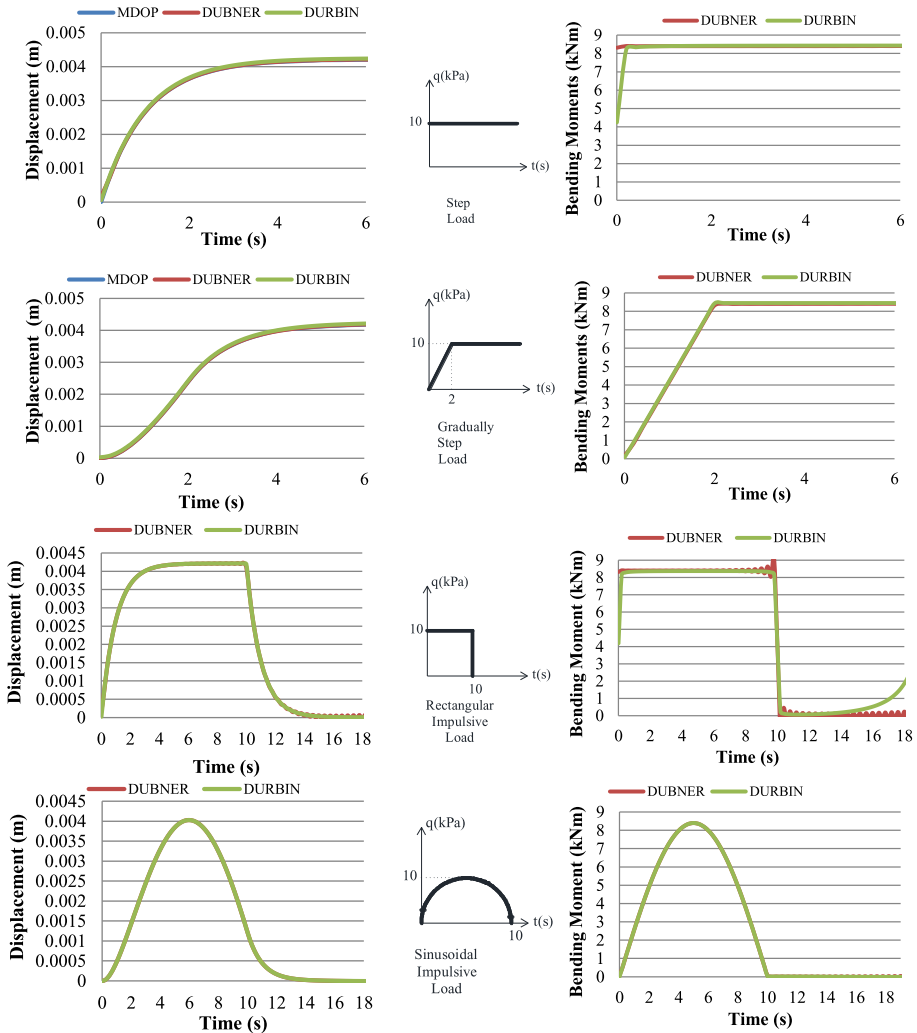 MDOP DUBNER DURBIN
Displacement (m)
0.005
0.004
0.003
0.002
0.001
0
0 2 4 6
Time (s)
q(kPa)
10
t(s)
Step
Load
DUBNER DURBIN
Bending Moments (kNm)
9
8
7
6
5
4
3
2
1
0
0 2 4 6
Time (s)
MDOP DUBNER DURBIN
Displacement (m)
0.005
0.004
0.003
0.002
0.001
0
0 2 4 6
Time (s)
q(kPa)
10
t(s)
2
Gradually
Step
Load
DUBNER DURBIN
Bending Moments (kNm)
9
8
7
6
5
4
3
2
1
0
0 2 4 6
Time (s)
DUBNER DURBIN
Displacement (m)
0.0045
0.004
0.0035
0.003
0.0025
0.002
0.0015
0.001
0.0005
0
0 2 4 6 8 10 12 14 16 18
Time (s)
q(kPa)
10
t(s)
10
Rectangular
Impulsive
Load
DUBNER DURBIN
Bending Moment (kNm)
9
8
7
6
5
4
3
2
1
0
0 2 4 6 8 10 12 14 16 18
Time (s)
DUBNER DURBIN
Displacement (m)
0.0045
0.004
0.0035
0.003
0.0025
0.002
0.0015
0.001
0.0005
0
0 2 4 6 8 10 12 14 16 18
Time (s)
q(kPa)
10
t(s)
10
Sinusoidal
Impulsive
Load
DUBNER DURBIN
Bending Moment (kNm)
9
8
7
6
5
4
3
2
1
0
0 2 4 6 8 10 12 14 16 18
Time (s)